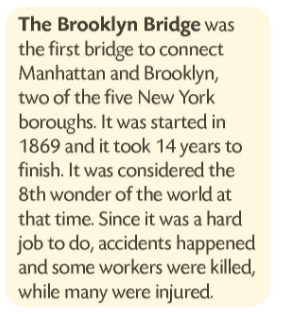 The Brooklyn Bridge was
the first bridge to connect
Manhattan and Brooklyn,
two of the five New York
boroughs. It was started in
1869 and it took 14 years to
finish. It was considered the
8th wonder of the world at
that time. Since it was a hard
job to do, accidents happened
and some workers were killed,
while many were injured.